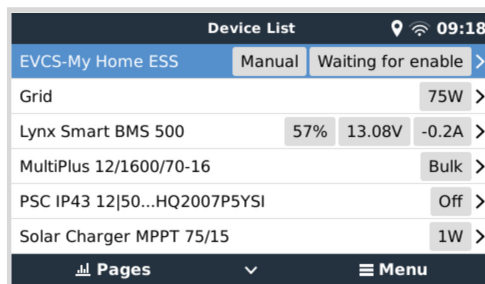 Device List 09:18
EVCS-My Home ESS Manual Waiting for enable
Grid 75W
Lynx Smart BMS 500 57% 13.08V -0.2A
MultiPlus 12/1600/70-16 Bulk
PSC IP43 12|50...HQ2007P5YSI Off
Solar Charger MPPT 75/15 1W
Pages Menu